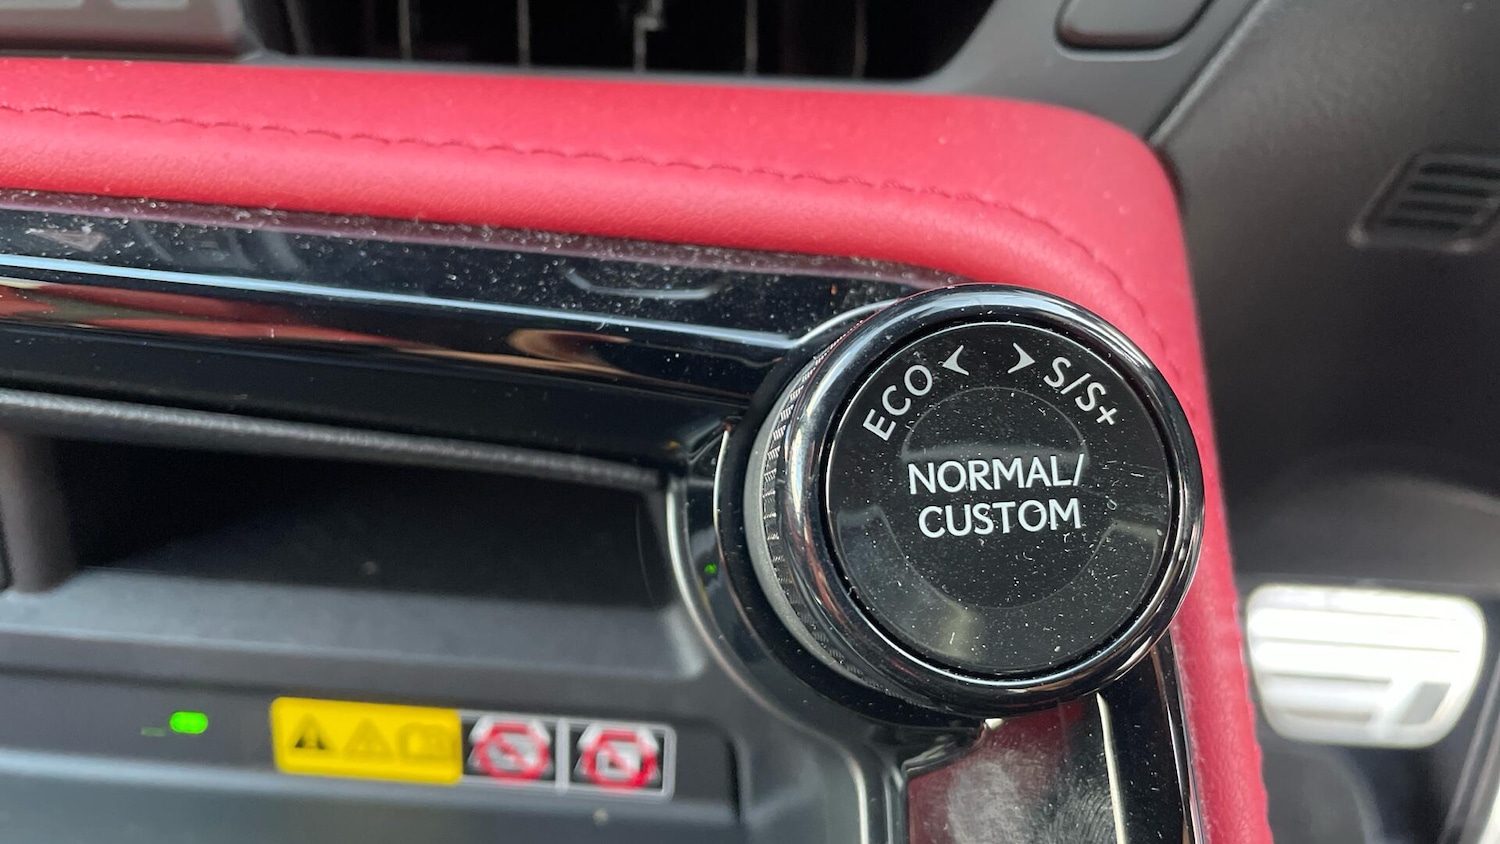 ECO S/S+
NORMAL/
CUSTOM